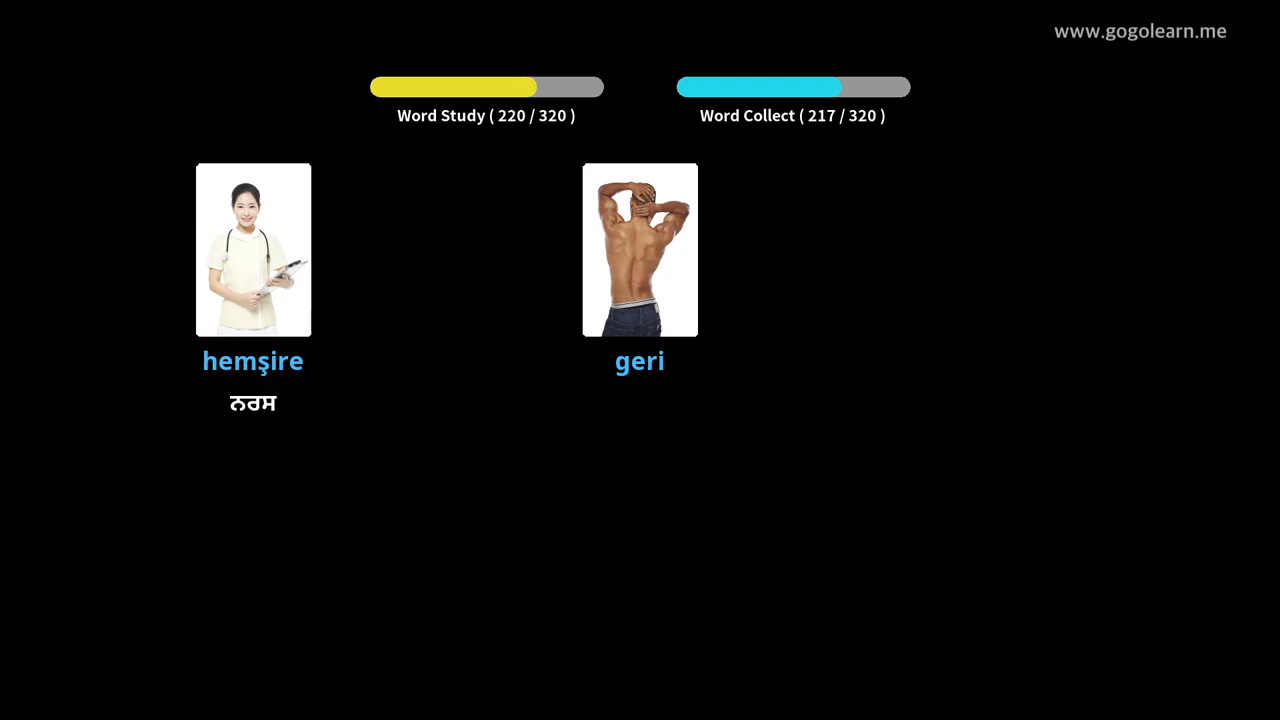 www.gogolearn.me
Word Study ( 220 / 320 )
Word Collect ( 217 / 320 )
hemşire
geri
ਨਰਸ